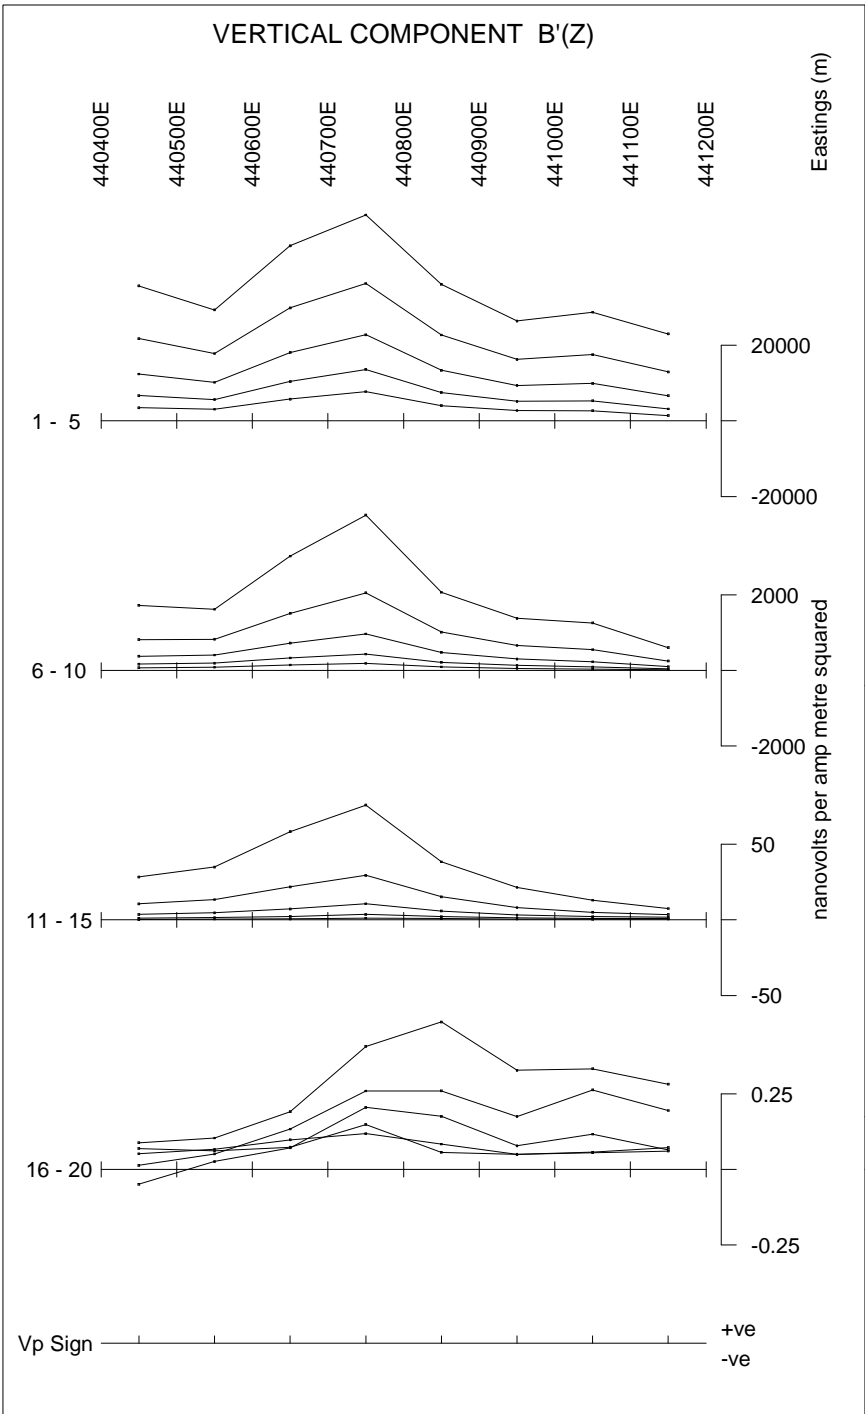 VERTICAL COMPONENT B'(Z)
440400E
440500E
440600E
440700E
440800E
440900E
441000E
441100E
441200E
Eastings (m)
20000
1 - 5
-20000
2000
6 - 10
-2000
nanovolts per amp metre squared
50
11 - 15
-50
0.25
16 - 20
-0.25
Vp Sign
+ve
-ve